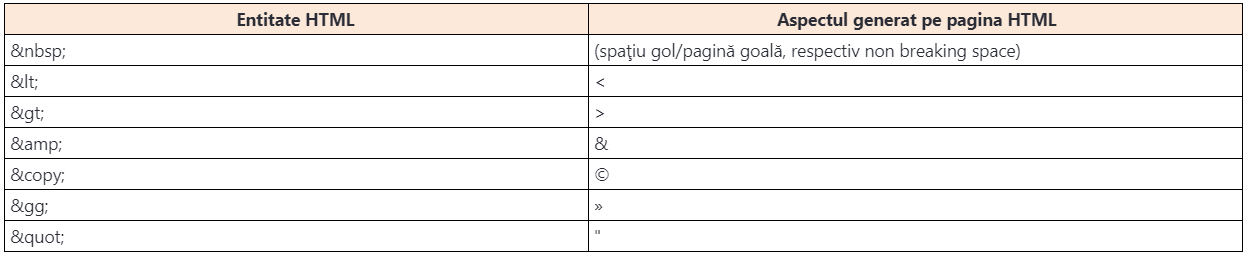 Entitate HTML Aspectul generat pe pagina HTML
&nbsp; (spaţiu gol/pagină goală, respectiv non breaking space)
&lt; <
&gt; >
&amp; &
&copy; ©
&gg; »
&quot; "